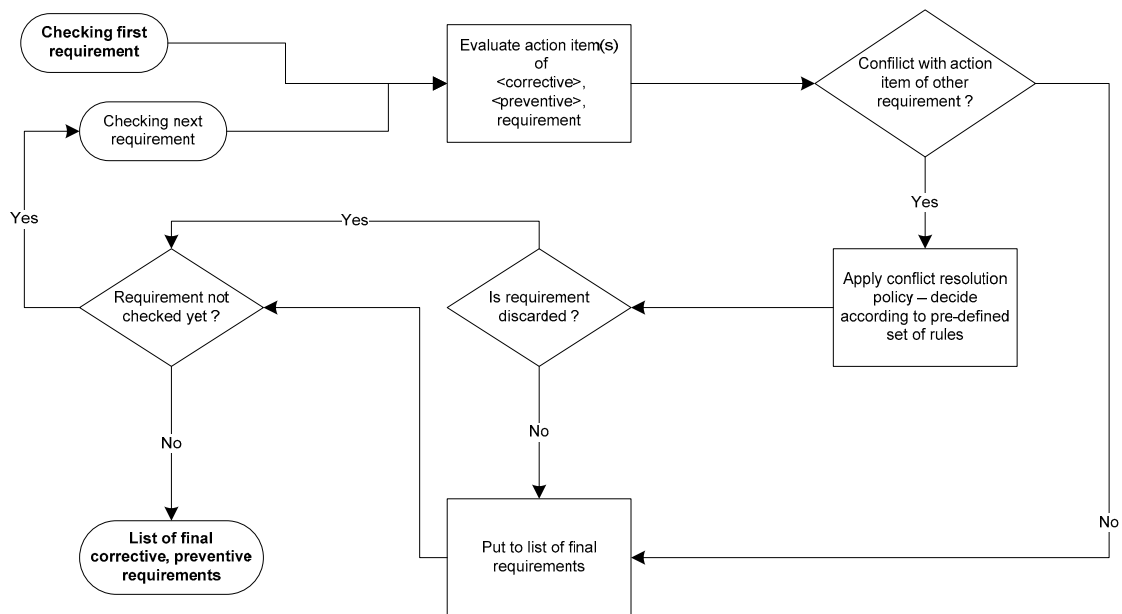 Checking first
requirement
Evaluate action item(s)
of
<corrective>,
<preventive>,
requirement
Confilict with action
item of other
requirement ?
Checking next
requirement
Yes
Yes
Yes
Requirement not
checked yet ?
Is requirement
discarded ?
Apply conflict resolution
policy – decide
according to pre-defined
set of rules
No
No
No
List of final
corrective, preventive
requirements
Put to list of final
requirements